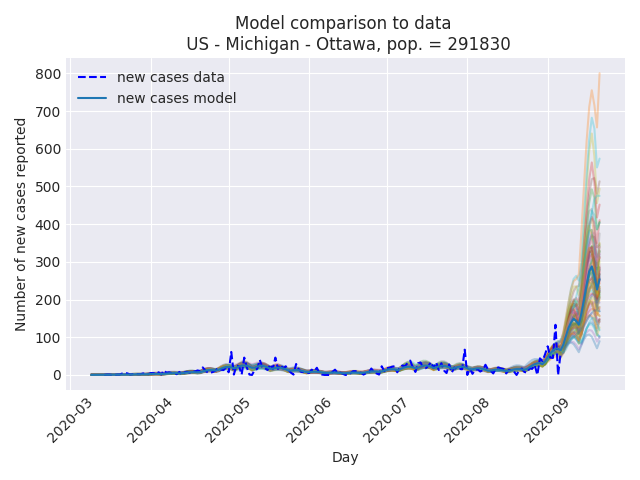 Model comparison to data
US - Michigan - Ottawa, pop. = 291830
new cases data
new cases model
Number of new cases reported
800
700
600
500
400
300
200
100
0
2020-03
2020-04
2020-05
2020-06
2020-07
2020-08
2020-09
Day